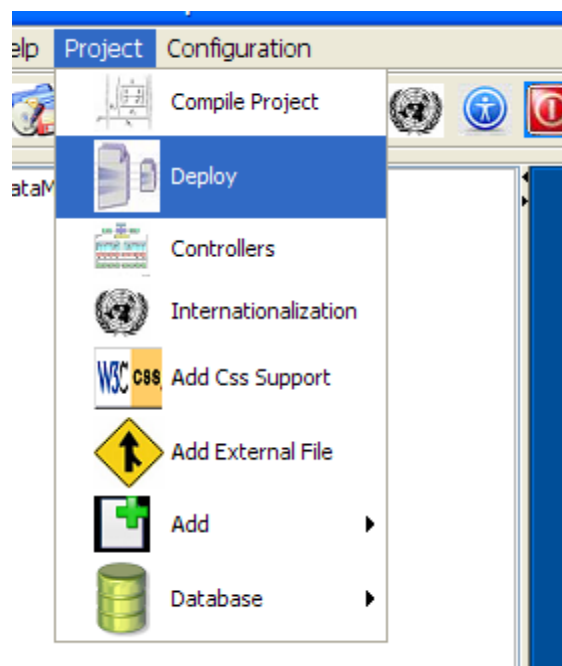 elp Project Configuration
Compile Project
ataM
Deploy
Controllers
Internationalization
W3C css Add Css Support
Add External File
Add
Database